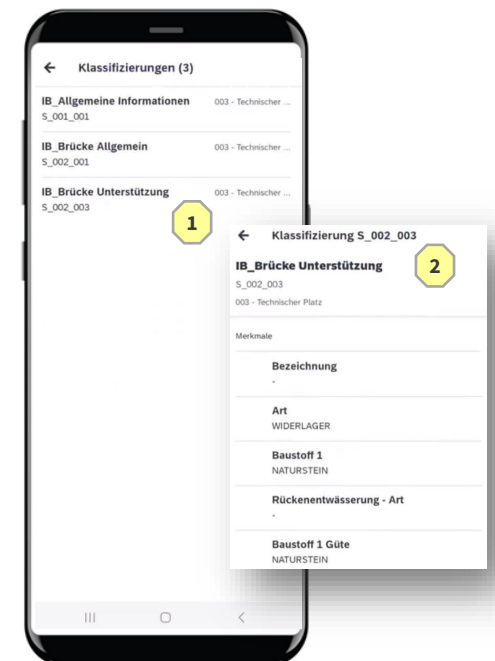 Klassifizierungen (3)
IB_Allgemeine Informationen 003 - Technischer ...
S_001_001
IB_Brücke Allgemein 003 - Technischer ...
S_002_001
IB_Brücke Unterstützung 003 - Technischer ...
S_002_003
1
Klassifizierung S_002_003
IB_Brücke Unterstützung
2
S_002_003
003 - Technischer Platz
Merkmale
Bezeichnung
-
Art
WIDERLAGER
Baustoff 1
NATURSTEIN
Rückenentwässerung - Art
-
Baustoff 1 Güte
NATURSTEIN